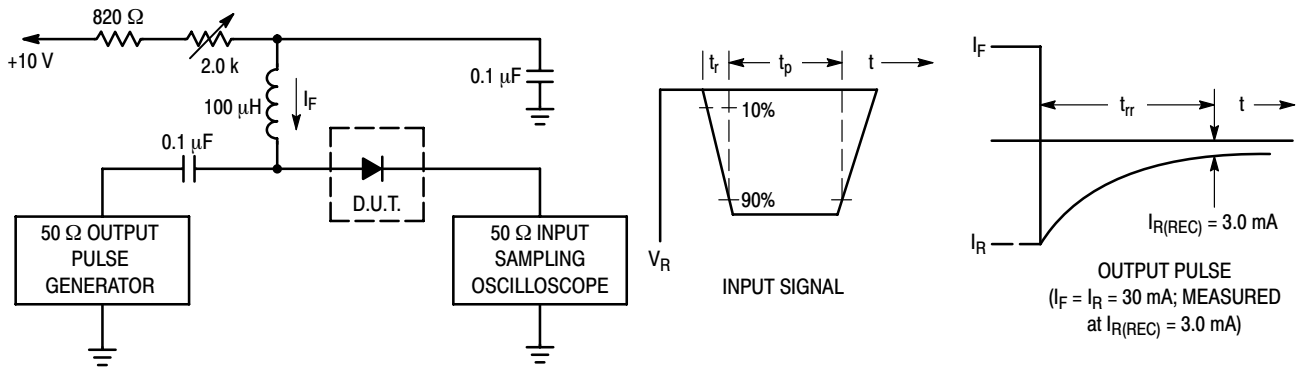 820 Ω
+10 V
2.0 k
100 μH
I_F
0.1 μF
0.1 μF
D.U.T.
50 Ω OUTPUT
PULSE
GENERATOR
50 Ω INPUT
SAMPLING
OSCILLOSCOPE
t_r
t_p
t
10%
90%
V_R
INPUT SIGNAL
I_F
t_rr
t
I_R
I_R(REC) = 3.0 mA
OUTPUT PULSE
(I_F = I_R = 30 mA; MEASURED
at I_R(REC) = 3.0 mA)